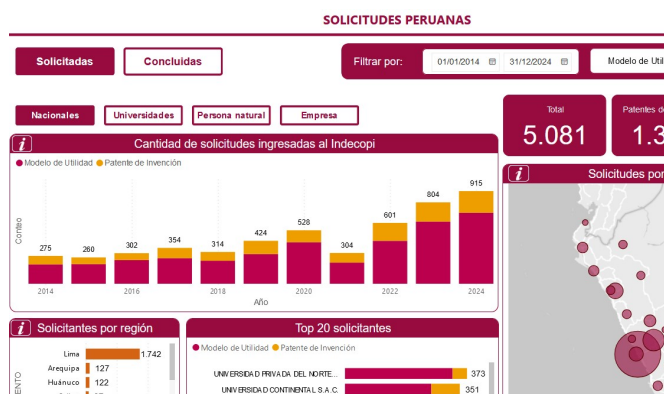 SOLICITUDES PERUANAS
Solicitadas
Concluidas
Filtrar por:
01/01/2014
31/12/2024
Modelo de Util
Nacionales
Universidades
Persona natural
Empresa
Total
5.081
Patentes de
1.3
i
Cantidad de solicitudes ingresadas al Indecopi
Modelo de Utilidad
Patente de Invención
Conteo
275
260
302
354
314
424
528
304
601
804
915
2014
2016
2018
2020
2022
2024
Año
i
Solicitudes por
i
Solicitantes por región
Lima
1.742
Arequipa
127
Huánuco
122
ENTO
Top 20 solicitantes
Modelo de Utilidad
Patente de Invención
UNIVERSIDAD PRIVADA DEL NORTE...
373
UNIVERSIDAD CONTINENTAL S.A.C.
351